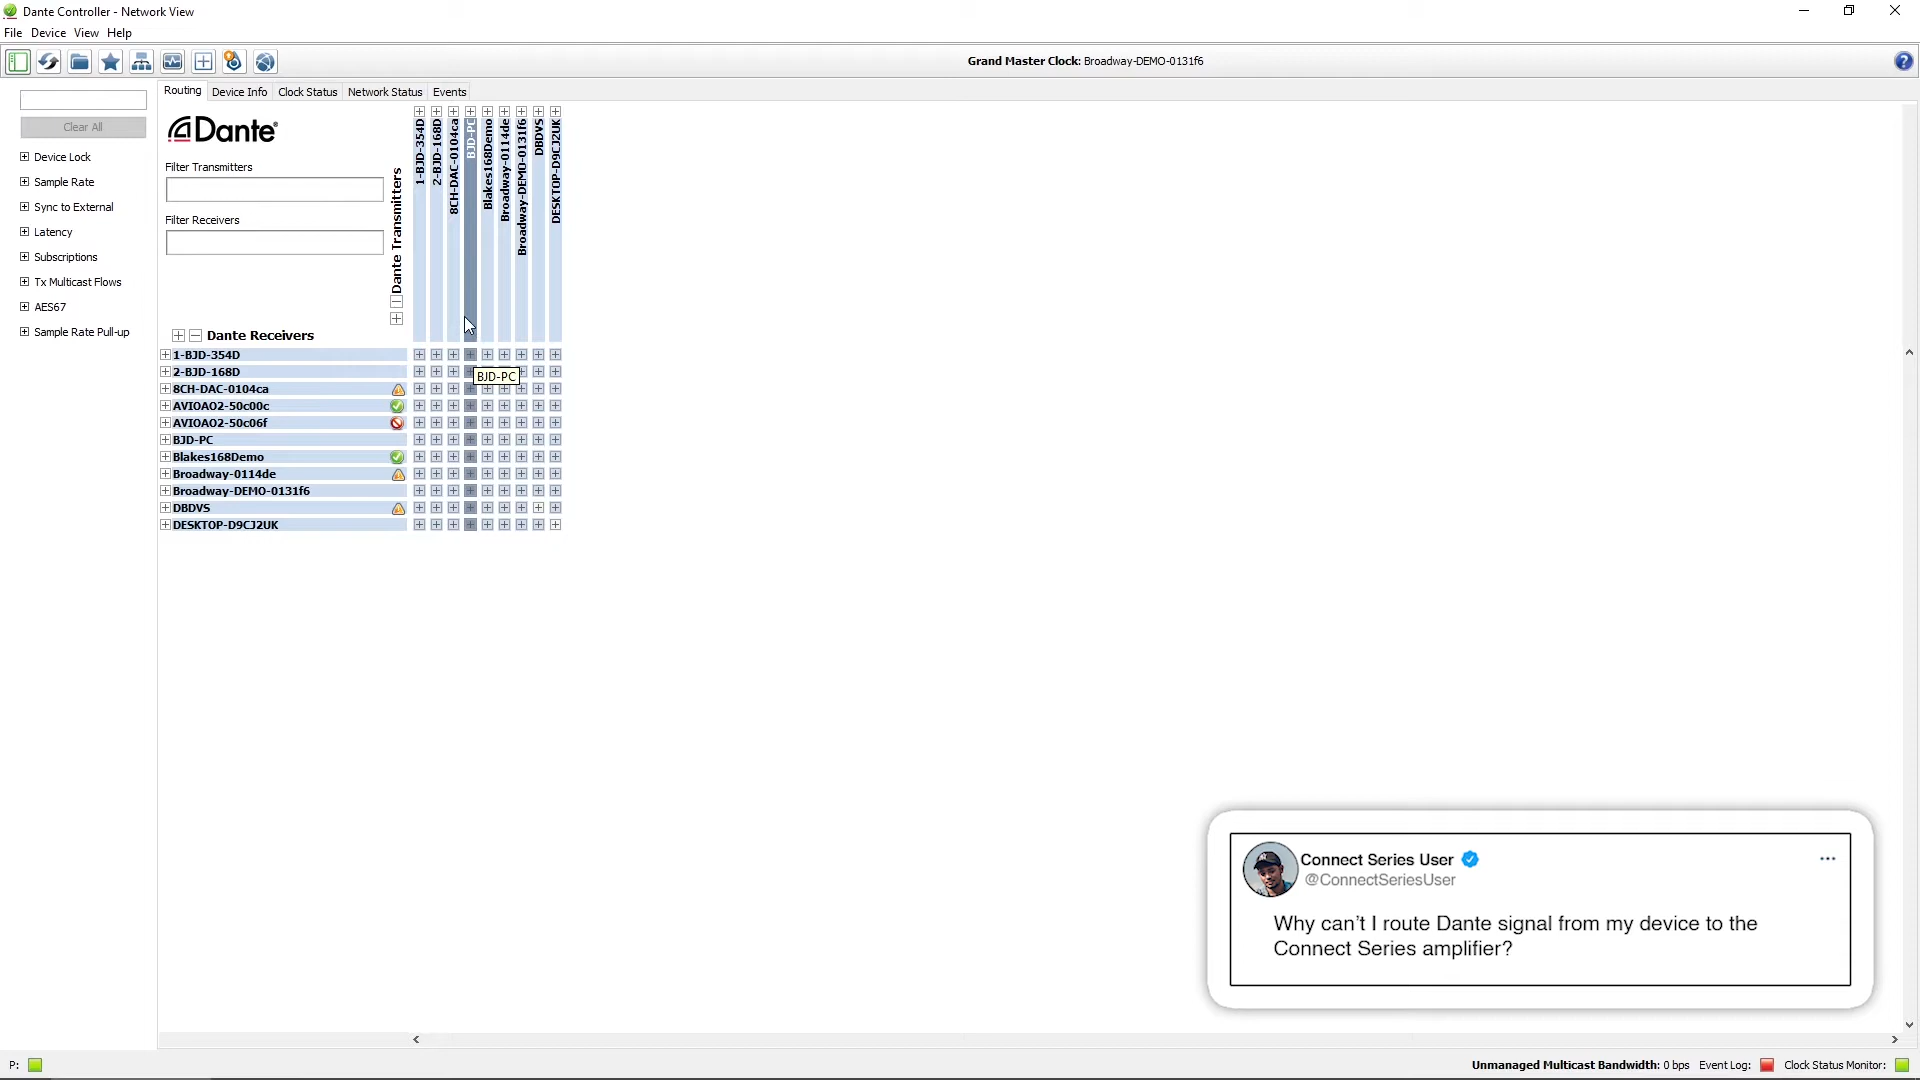 Dante Controller - Network View
File Device View Help
Grand Master Clock: Broadway-DEMO-0131f6
Routing Device Info Clock Status Network Status Events
Clear All
Device Lock
Sample Rate
Sync to External
Latency
Subscriptions
Tx Multicast Flows
AES67
Sample Rate Pull-up
Dante
Filter Transmitters
Filter Receivers
Dante Transmitters
1-BJD-354D
2-BJD-168D
8CH-DAC-0104ca
BJD-PC
Blakes168Demo
Broadway-0114de
Broadway-DEMO-0131f6
DBDVS
DESKTOP-D9CJ2UK
Dante Receivers
1-BJD-354D
2-BJD-168D
BJD-PC
8CH-DAC-0104ca
AVIOAO2-50c00c
AVIOAO2-50c06f
BJD-PC
Blakes168Demo
Broadway-0114de
Broadway-DEMO-0131f6
DBDVS
DESKTOP-D9CJ2UK
Connect Series User
@ConnectSeriesUser
Why can't I route Dante signal from my device to the
Connect Series amplifier?
P:
Unmanaged Multicast Bandwidth: 0 bps Event Log: Clock Status Monitor: